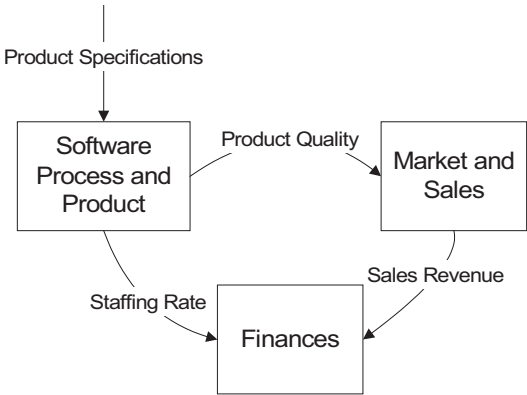 Product Specifications
Software
Process and
Product
Product Quality
Market and
Sales
Staffing Rate
Sales Revenue
Finances